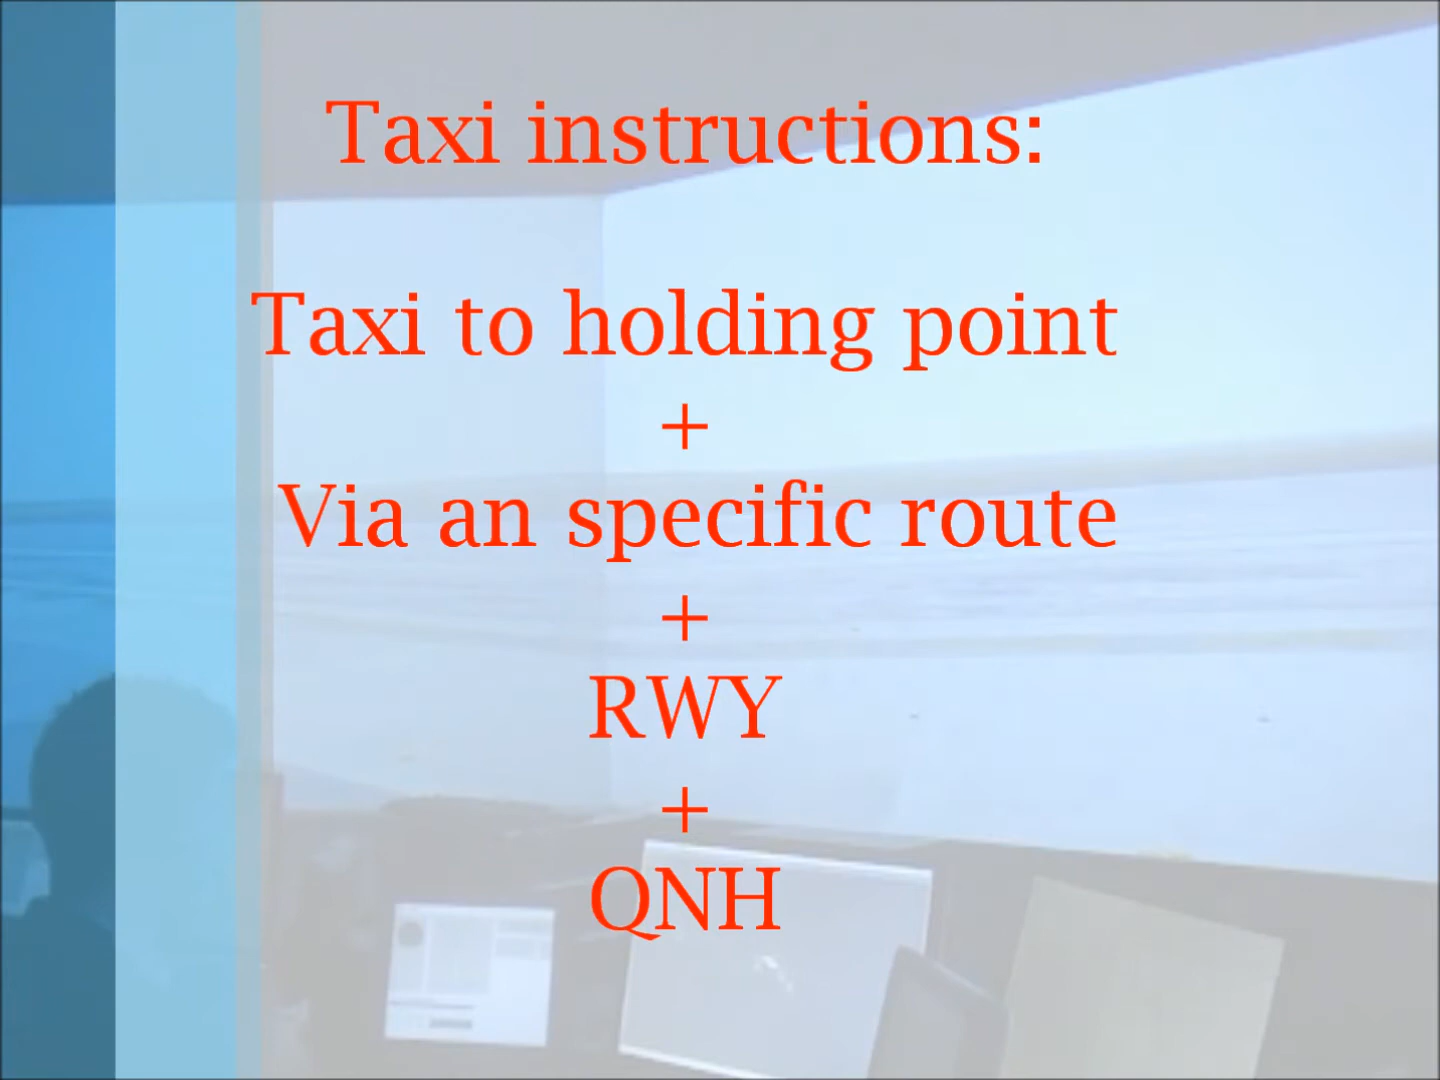 Taxi instructions:
Taxi to holding point
+
Via an specific route
+
RWY
+
QNH